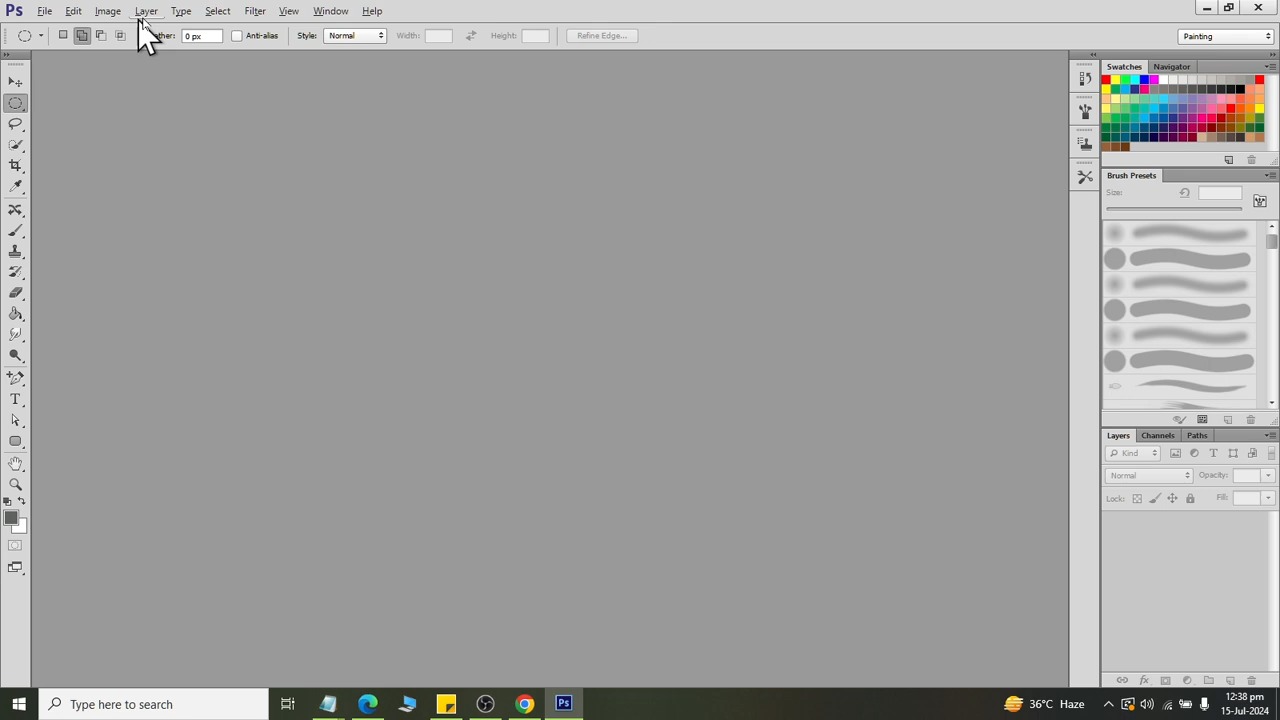 Ps File Edit Image Layer Type Select Filter View Window Help
0 px Anti-alias Style: Normal Width: Height: Refine Edge... Painting
Swatches Navigator
Brush Presets
Size:
Layers Channels Paths
Kind
Normal Opacity:
Lock: Fill:
fx
Type here to search
Ps
36°C Haze
12:38 pm
15-Jul-2024